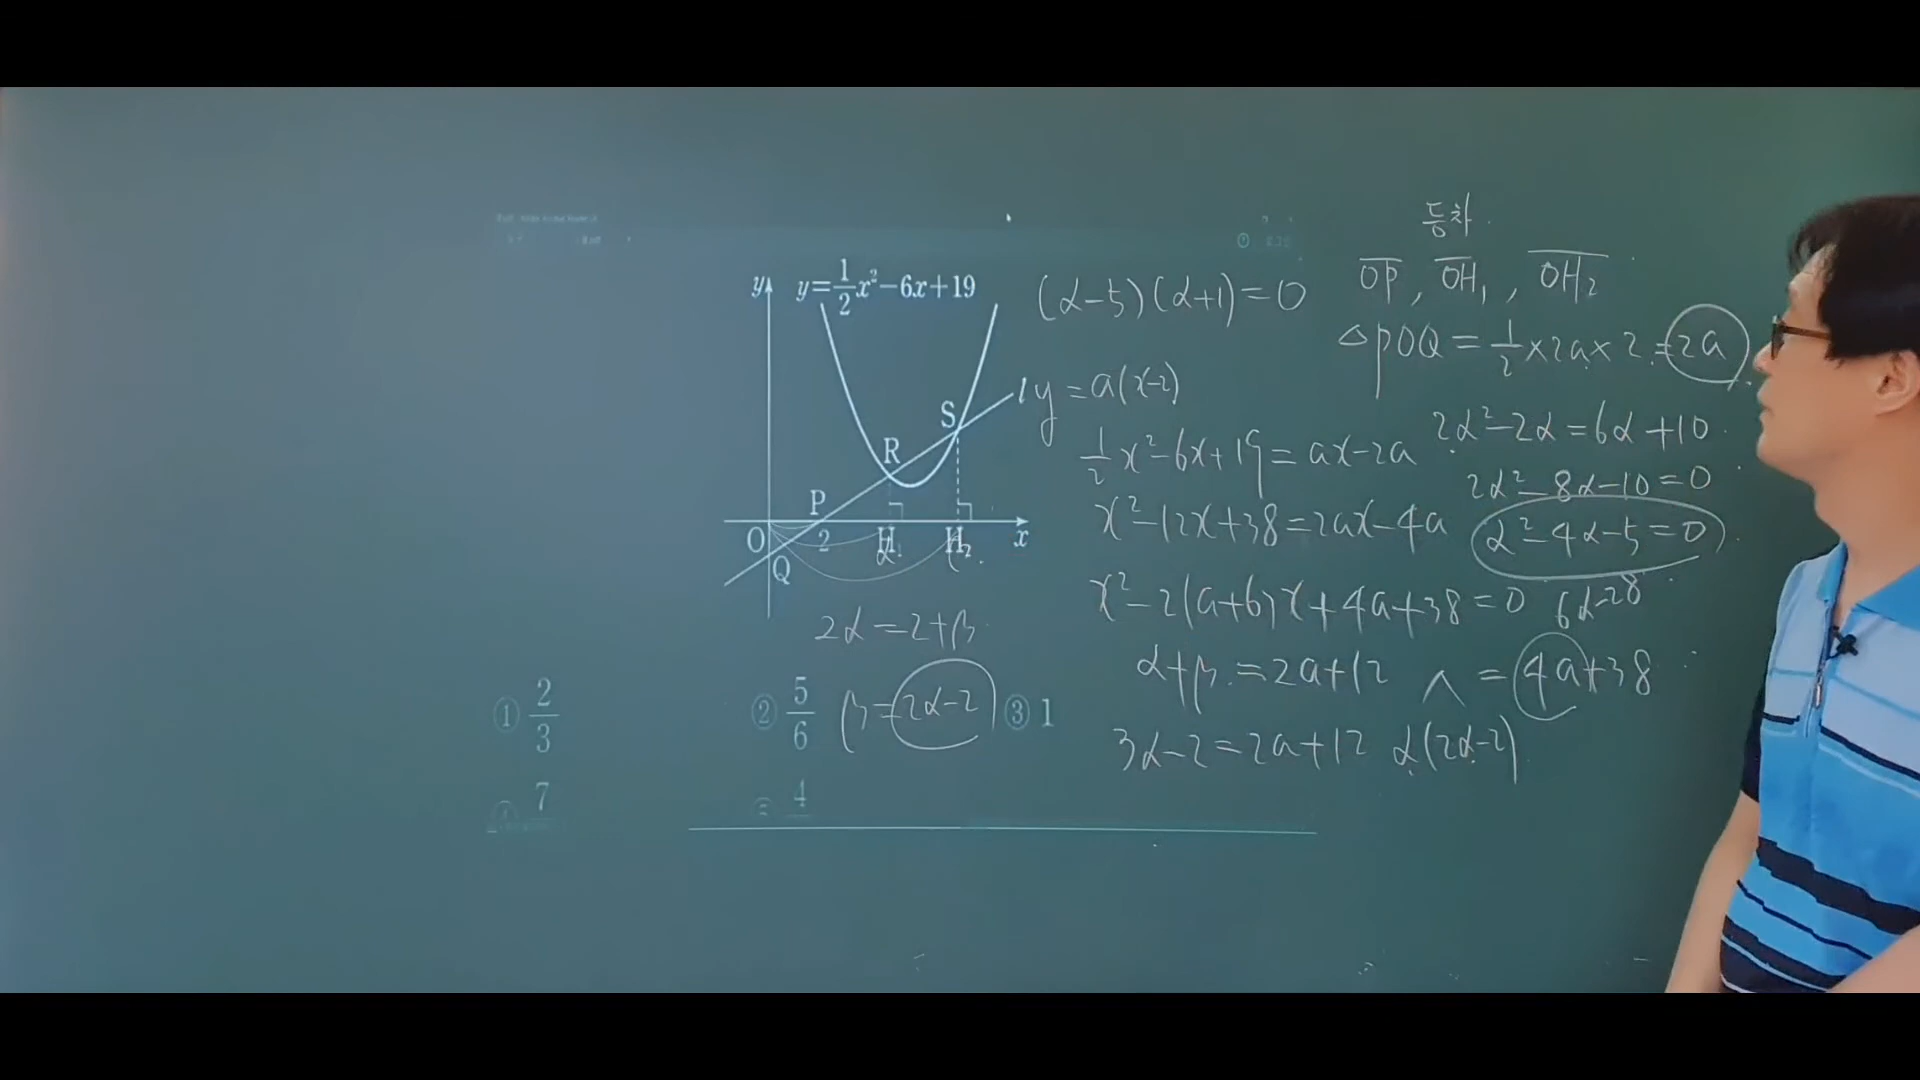 y
y=1/2x²−6x+19
(α−5)(α+1)=0
등차
OP, OH₁, OH₂
△POQ=1/2×2a×2=2a
l y=a(x−2)
S
R
P
O
2
H₁
H₂
x
Q
α
1/2x²−6x+19=ax−2a
x²−12x+38=2ax−4a
x²−2(a+6)x+4a+38=0
α+β=2a+12
3α−2=2a+12
2α²−2α=6α+10
2α²−8α−10=0
α²−4α−5=0
6α−28
=4a+38
α(2α−2)
2α=2+β
β=2α−2
① 2/3
② 5/6
③ 1
7
4